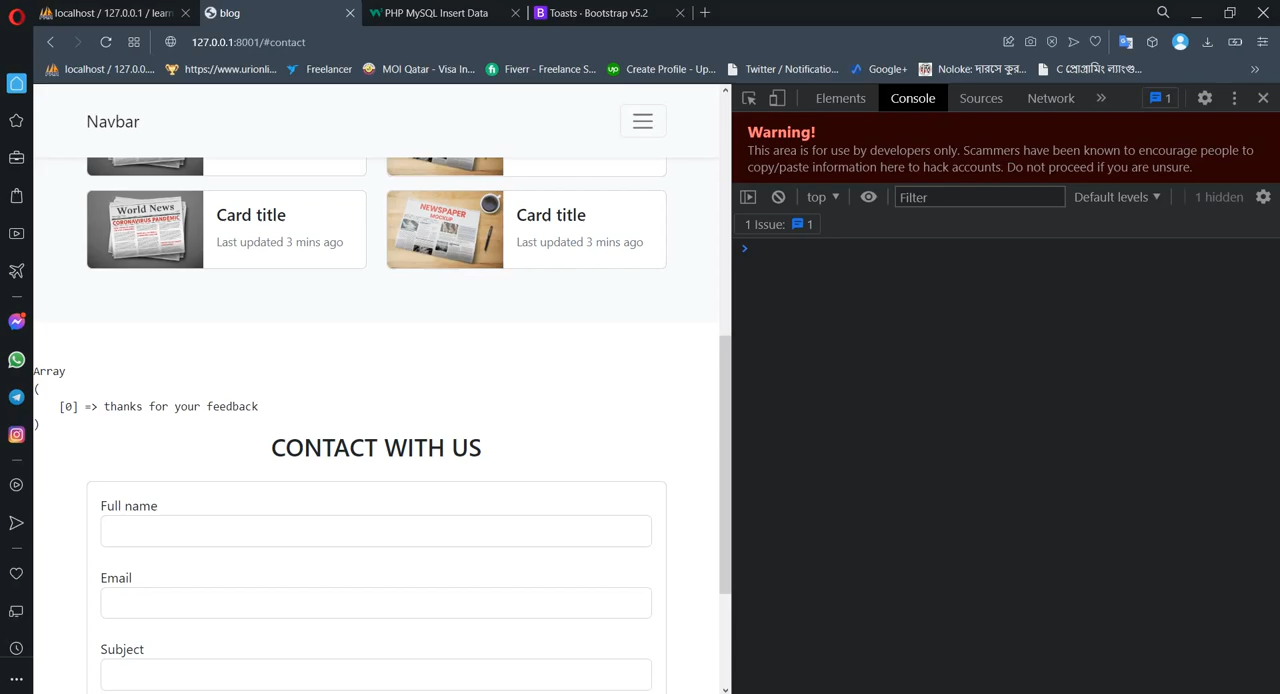 localhost / 127.0.0.1 / learn
blog
PHP MySQL Insert Data
Toasts · Bootstrap v5.2
127.0.0.1:8001/#contact
localhost / 127.0.0....
https://www.urionli...
Freelancer
MOI Qatar - Visa In...
Fiverr - Freelance S...
Create Profile - Up...
Twitter / Notificatio...
Google+
Noloke: দারসে কুর...
C প্রোগ্রামিং ল্যাংগু...
Navbar
World News
CORONAVIRUS PANDEMIC
Card title
Last updated 3 mins ago
NEWSPAPER
MOCKUP
Card title
Last updated 3 mins ago
Array
(
[0] => thanks for your feedback
)
CONTACT WITH US
Full name
Email
Subject
Elements
Console
Sources
Network
1
Warning!
This area is for use by developers only. Scammers have been known to encourage people to
copy/paste information here to hack accounts. Do not proceed if you are unsure.
top
Filter
Default levels
1 hidden
1 Issue: 1